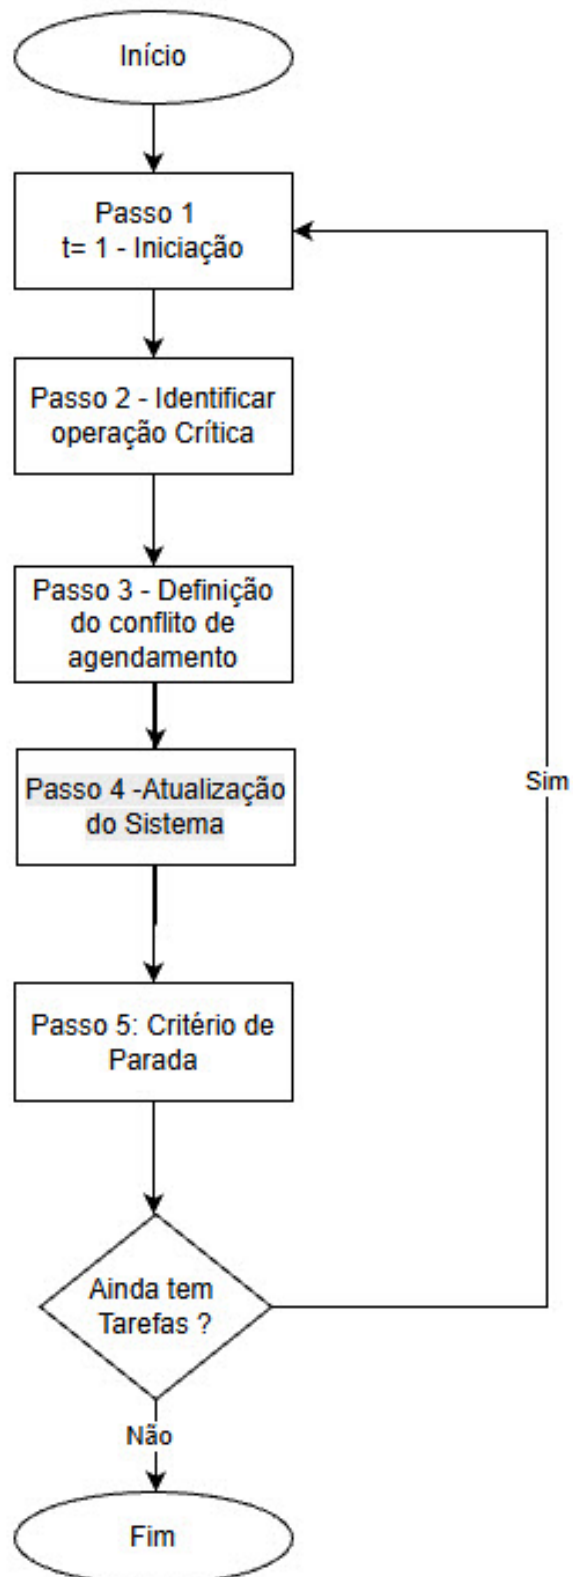 Início
Passo 1
t= 1 - Iniciação
Passo 2 - Identificar
operação Crítica
Passo 3 - Definição
do conflito de
agendamento
Passo 4 -Atualização
do Sistema
Sim
Passo 5: Critério de
Parada
Ainda tem
Tarefas ?
Não
Fim